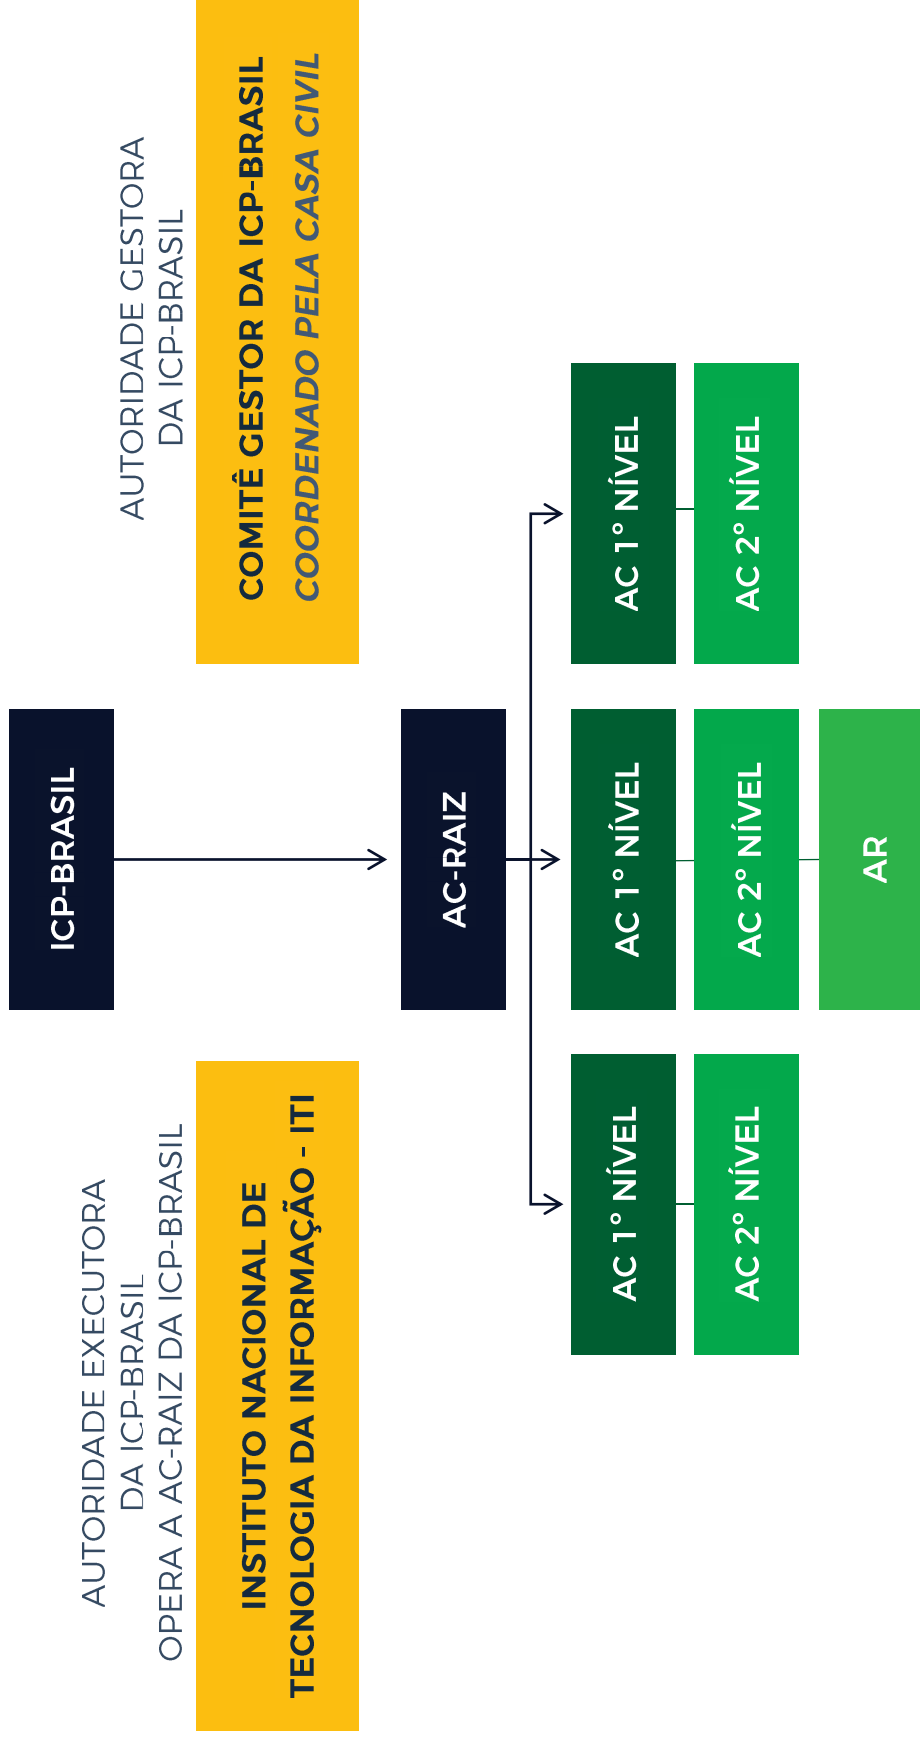 ICP-BRASIL
AUTORIDADE EXECUTORA
DA ICP-BRASIL
OPERA A AC-RAIZ DA ICP-BRASIL
INSTITUTO NACIONAL DE
TECNOLOGIA DA INFORMAÇÃO - ITI
AUTORIDADE GESTORA
DA ICP-BRASIL
COMITÊ GESTOR DA ICP-BRASIL
COORDENADO PELA CASA CIVIL
AC-RAIZ
AC 1° NÍVEL
AC 1° NÍVEL
AC 1° NÍVEL
AC 2° NÍVEL
AC 2° NÍVEL
AC 2° NÍVEL
AR